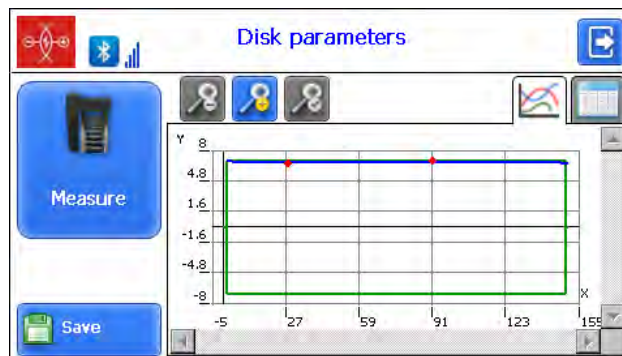 Disk parameters
Measure
Save
Y
8
4.8
1.6
-1.6
-4.8
-8
X
-5 27 59 91 123 155